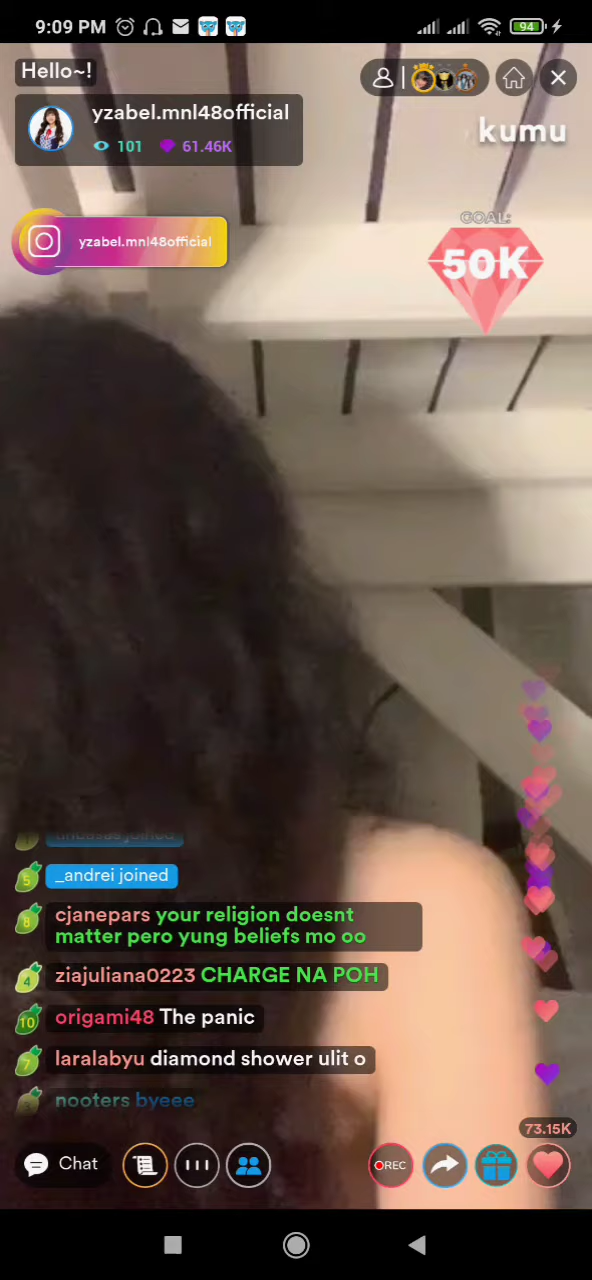 9:09 PM
94
Hello~!
yzabel.mnl48official
101
61.46K
kumu
yzabel.mnl48official
GOAL:
50K
joined
5
_andrei joined
8
cjanepars your religion doesnt
matter pero yung beliefs mo oo
4
ziajuliana0223 CHARGE NA POH
10
origami48 The panic
7
laralabyu diamond shower ulit o
nooters byeee
73.15K
Chat
REC